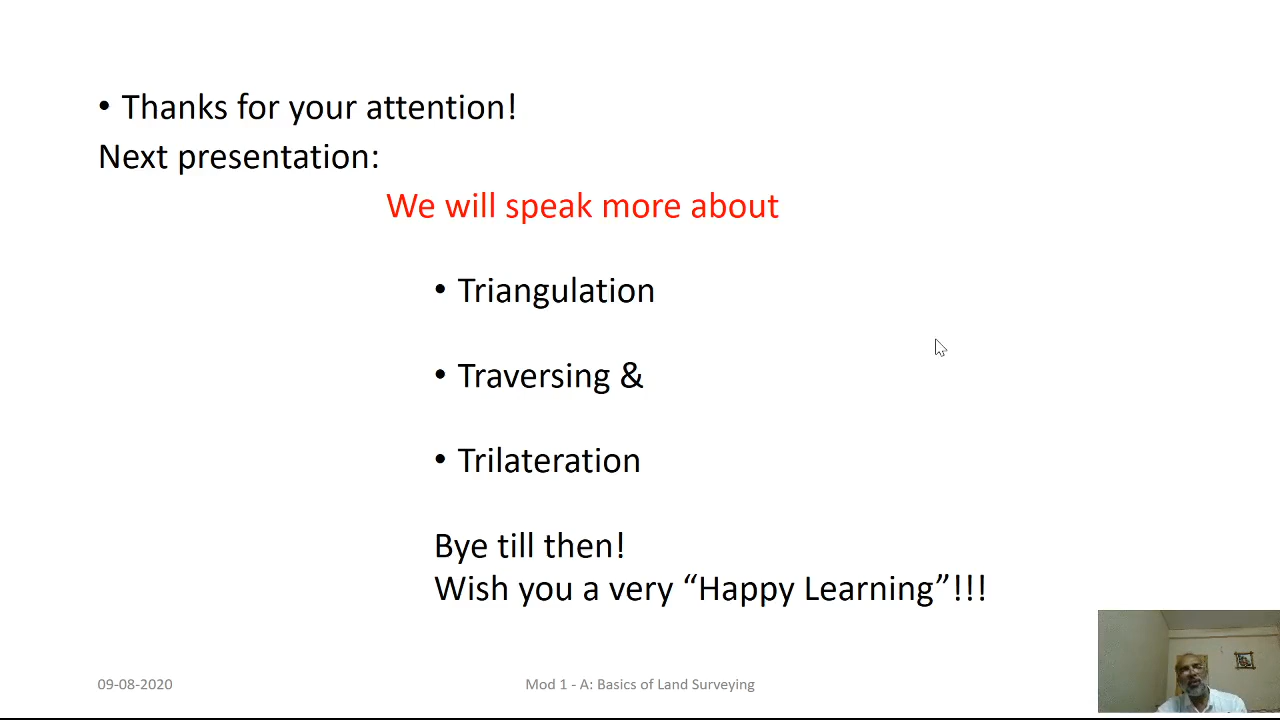 • Thanks for your attention!
Next presentation:
We will speak more about
• Triangulation
• Traversing &
• Trilateration
Bye till then!
Wish you a very “Happy Learning”!!!
09-08-2020
Mod 1 - A: Basics of Land Surveying